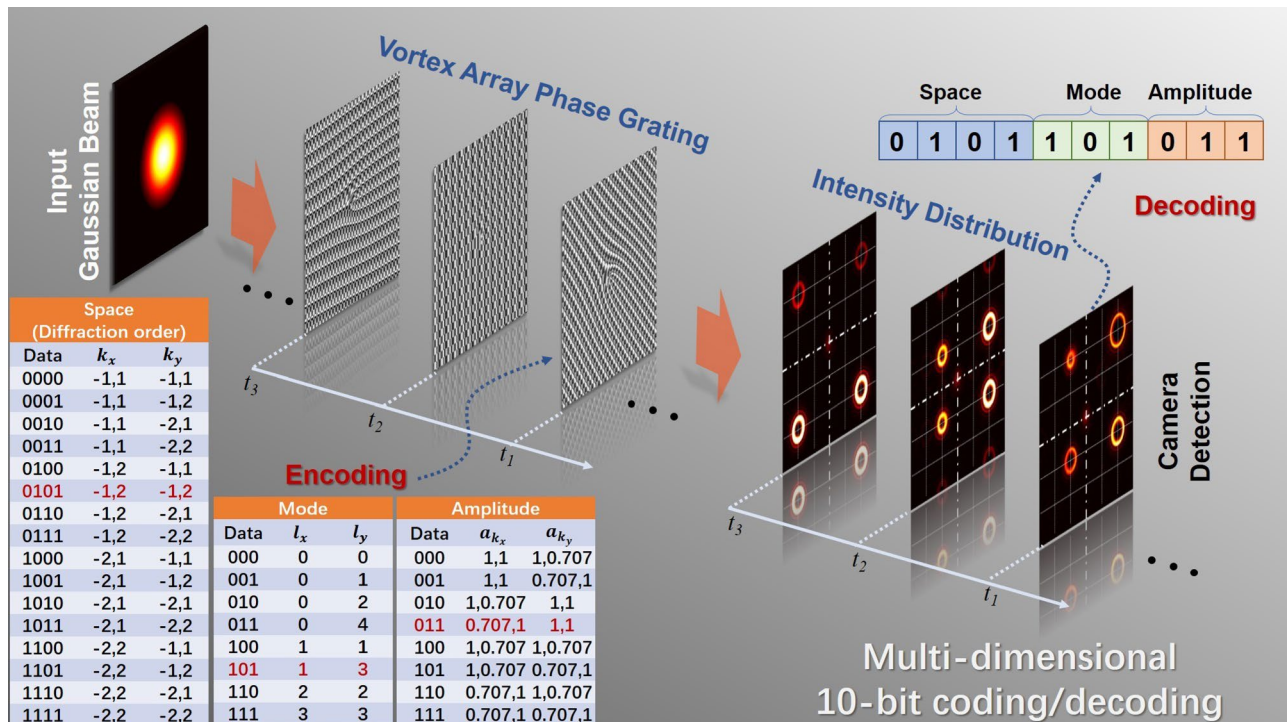 Input
Gaussian Beam
Vortex Array Phase Grating
Space Mode Amplitude
0 1 0 1 1 0 1 0 1 1
Decoding
Intensity Distribution
Camera
Detection
t3
t2
t1
Encoding
t3
t2
t1
Space
(Diffraction order)
Data kx ky
0000 -1,1 -1,1
0001 -1,1 -1,2
0010 -1,1 -2,1
0011 -1,1 -2,2
0100 -1,2 -1,1
0101 -1,2 -1,2
0110 -1,2 -2,1
0111 -1,2 -2,2
1000 -2,1 -1,1
1001 -2,1 -1,2
1010 -2,1 -2,1
1011 -2,1 -2,2
1100 -2,2 -1,1
1101 -2,2 -1,2
1110 -2,2 -2,1
1111 -2,2 -2,2
Mode
Data lx ly
000 0 0
001 0 1
010 0 2
011 0 4
100 1 1
101 1 3
110 2 2
111 3 3
Amplitude
Data akx aky
000 1,1 1,0.707
001 1,1 0.707,1
010 1,0.707 1,1
011 0.707,1 1,1
100 1,0.707 1,0.707
101 1,0.707 0.707,1
110 0.707,1 1,0.707
111 0.707,1 0.707,1
Multi-dimensional
10-bit coding/decoding